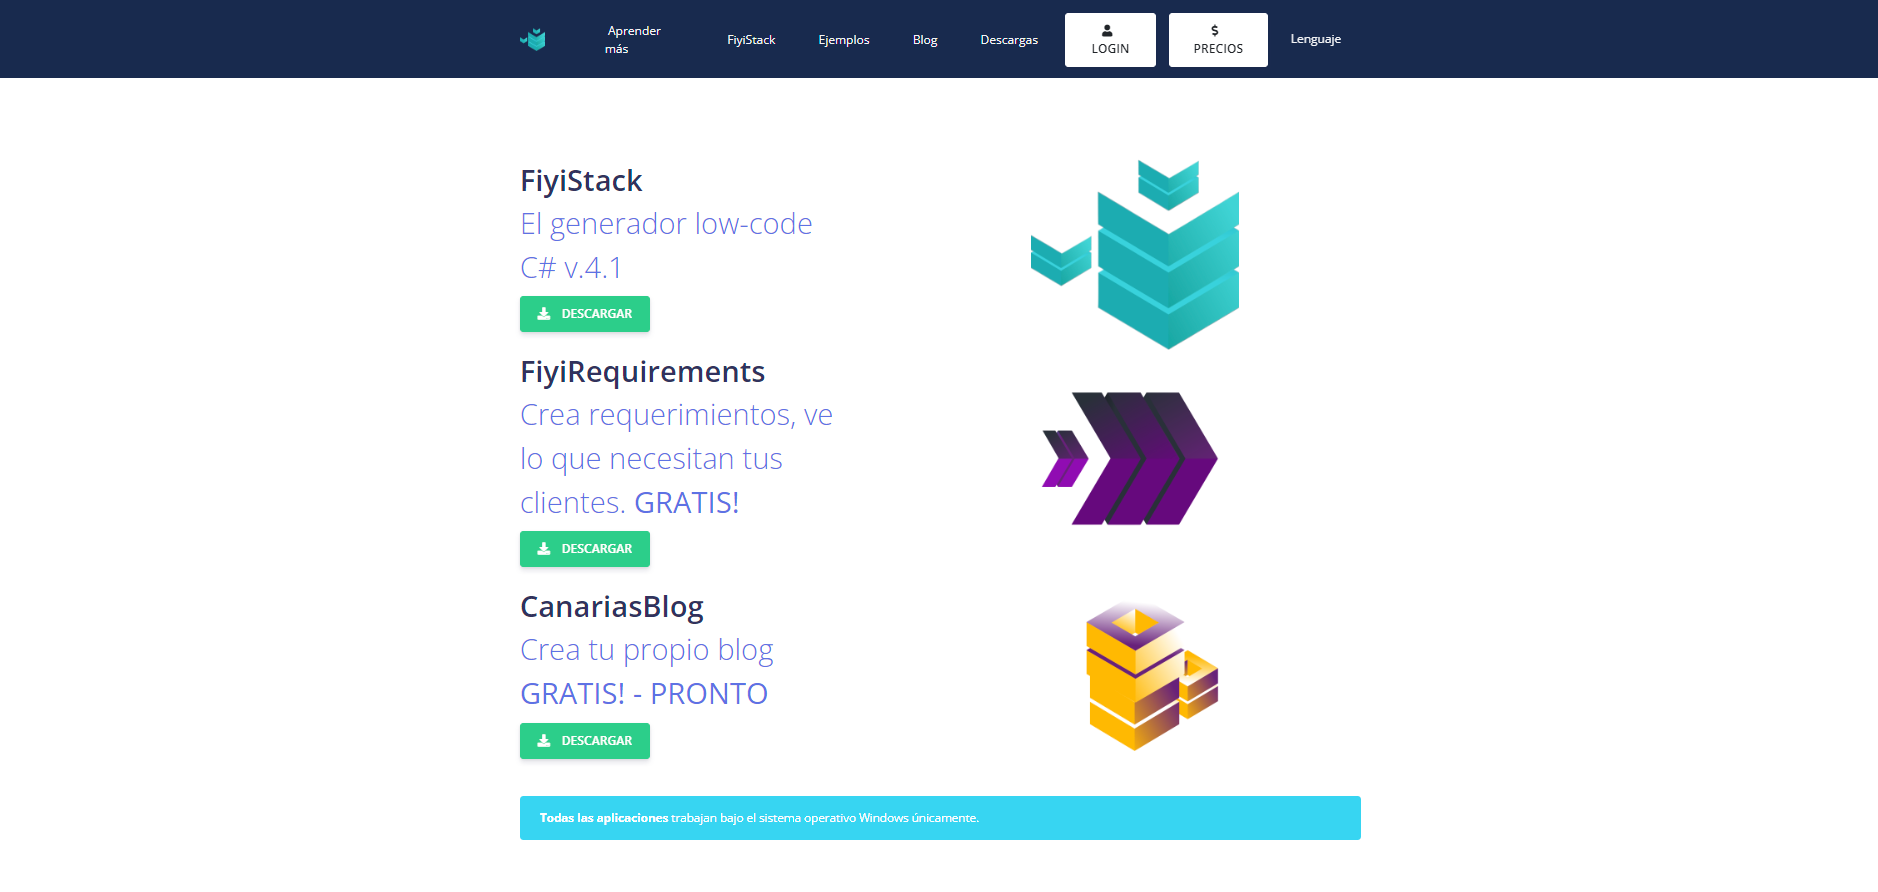 Aprender
más
FiyiStack
Ejemplos
Blog
Descargas
LOGIN
PRECIOS
Lenguaje
FiyiStack
El generador low-code
C# v.4.1
DESCARGAR
FiyiRequirements
Crea requerimientos, ve
lo que necesitan tus
clientes. GRATIS!
DESCARGAR
CanariasBlog
Crea tu propio blog
GRATIS! - PRONTO
DESCARGAR
Todas las aplicaciones trabajan bajo el sistema operativo Windows únicamente.